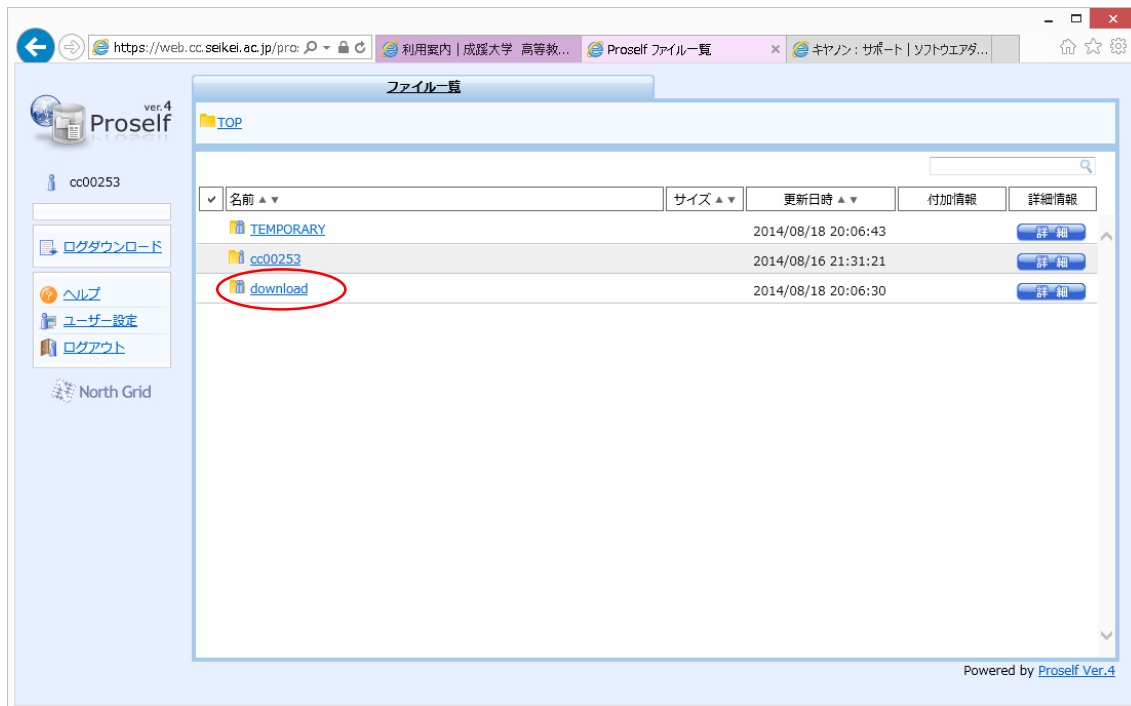 https://web.cc.seikei.ac.jp/pro:
利用案内 | 成蹊大学 高等教...
Proself ファイル一覧
キヤノン：サポート | ソフトウエアダ...
ファイル一覧
ver.4
Proself
TOP
cc00253
名前 ▲▼ サイズ ▲▼ 更新日時 ▲▼ 付加情報 詳細情報
TEMPORARY 2014/08/18 20:06:43 詳 細
cc00253 2014/08/16 21:31:21 詳 細
download 2014/08/18 20:06:30 詳 細
ログダウンロード
ヘルプ
ユーザー設定
ログアウト
North Grid
Powered by Proself Ver.4